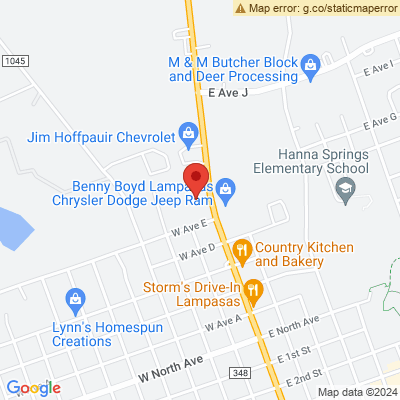 Map error: g.co/staticmaperror
1045
M & M Butcher Block
and Deer Processing
E Ave I
E Ave J
E Ave G
Jim Hoffpauir Chevrolet
Hanna Springs
Elementary School
Benny Boyd Lampasas
Chrysler Dodge Jeep Ram
W Ave E
W Ave D
Country Kitchen
and Bakery
Storm's Drive-In
Lampasas
Lynn's Homespun
Creations
W Ave A
E North Ave
W North Ave
E 1st St
348
E 2nd St
Google
Map data ©2024